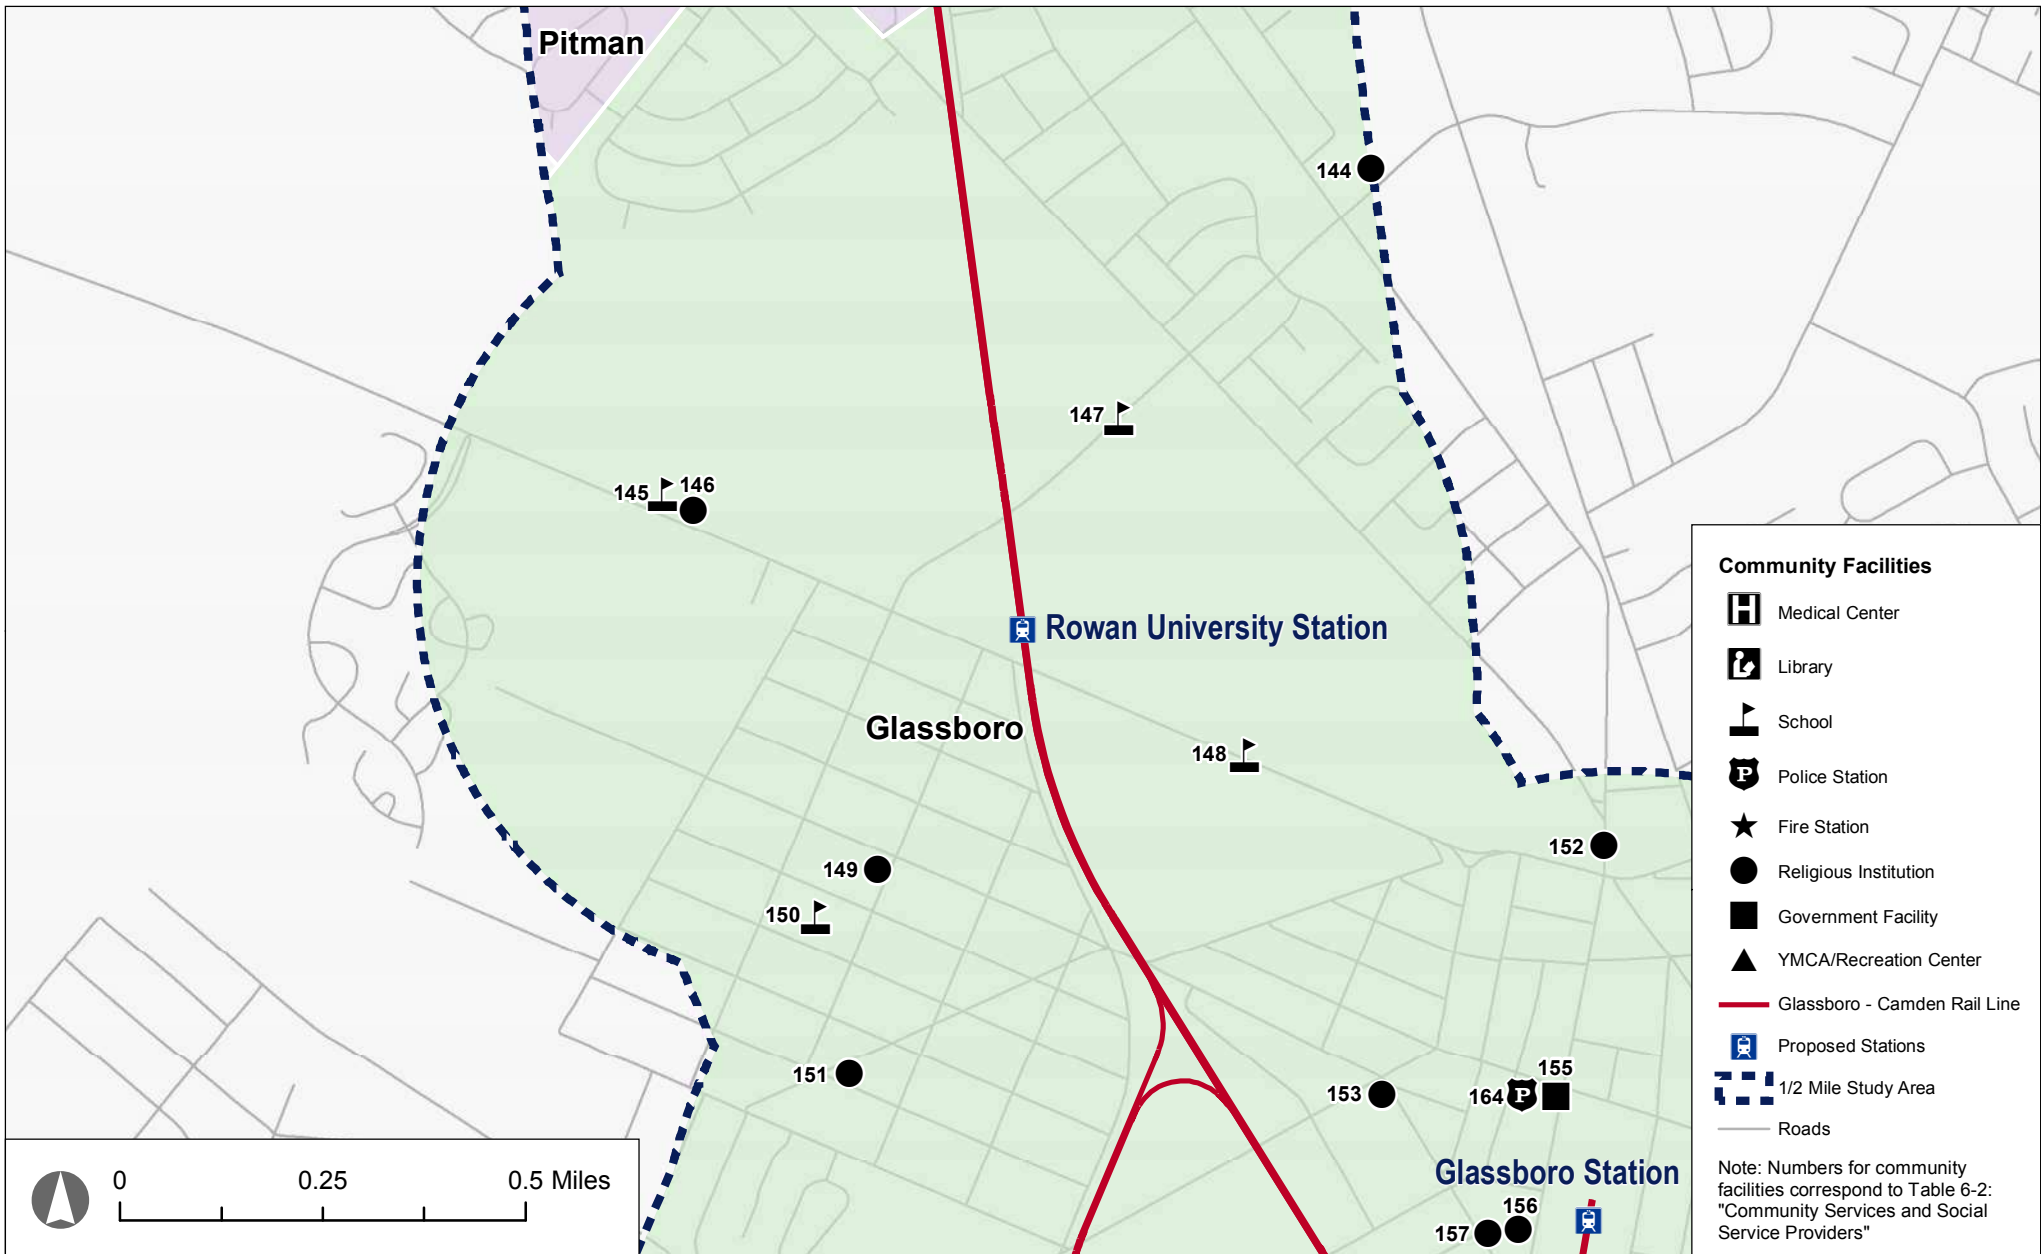 Pitman
144
147
145
146
Rowan University Station
Glassboro
148
152
149
150
151
153
164
P
155
Glassboro Station
156
157
0 0.25 0.5 Miles
Community Facilities
H Medical Center
Library
School
P Police Station
Fire Station
Religious Institution
Government Facility
YMCA/Recreation Center
Glassboro - Camden Rail Line
Proposed Stations
1/2 Mile Study Area
Roads
Note: Numbers for community
facilities correspond to Table 6-2:
"Community Services and Social
Service Providers"